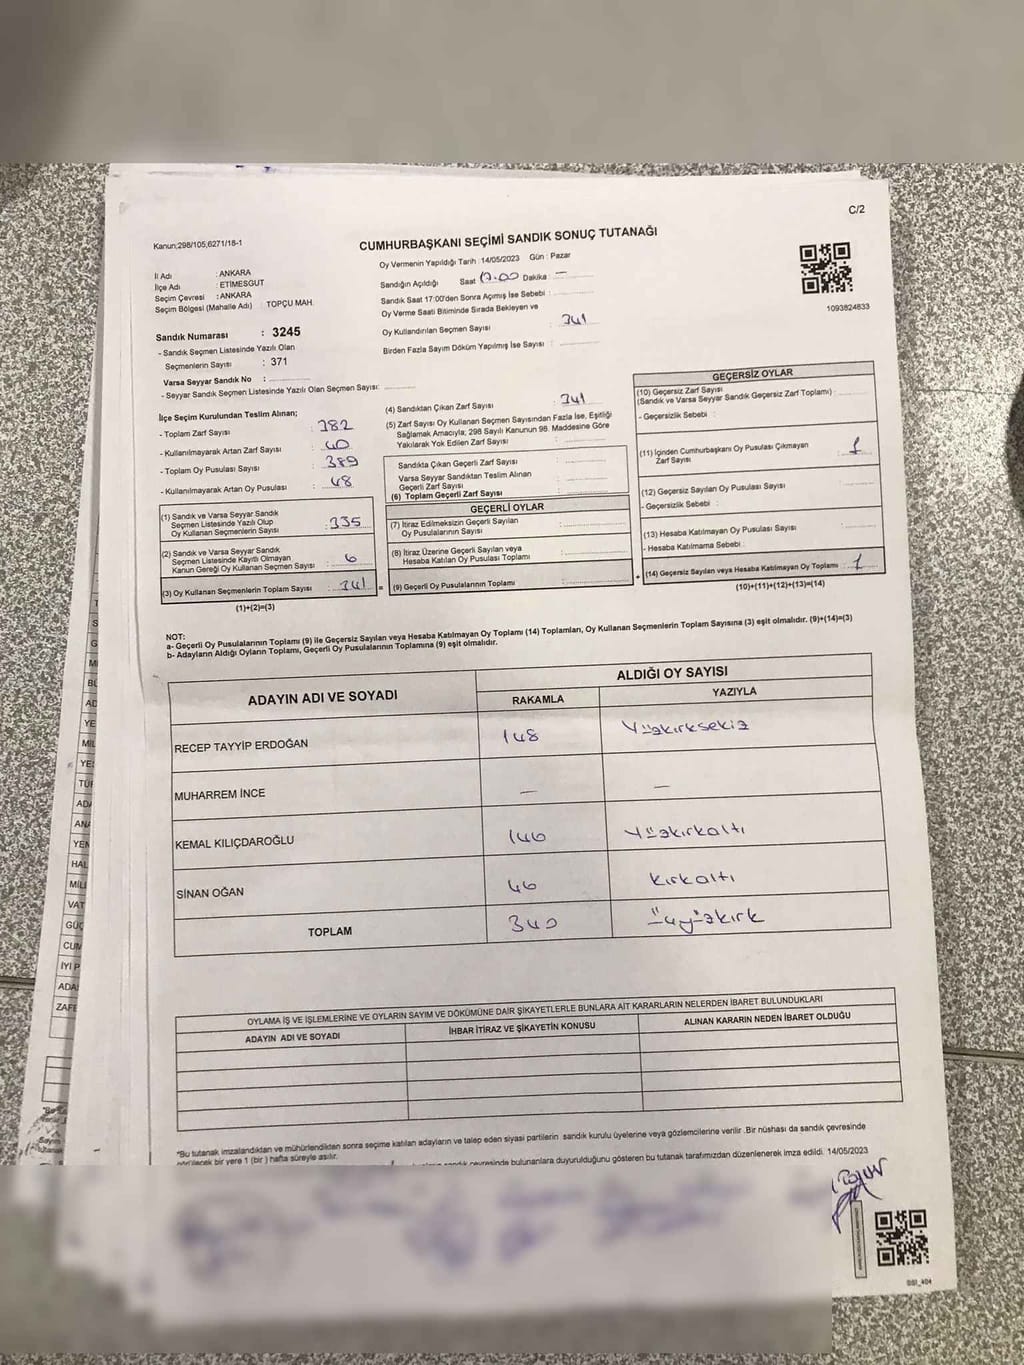 C/2
Kanun;298/105,6271/18-1
CUMHURBAŞKANI SEÇİMİ SANDIK SONUÇ TUTANAĞI
İl Adı : ANKARA
İlçe Adı : ETİMESGUT
Seçim Çevresi : ANKARA
Seçim Bölgesi (Mahalle Adı) : TOPÇU MAH.
Sandık Numarası : 3245
- Sandık Seçmen Listesinde Yazılı Olan
Seçmenlerin Sayısı : 371
Varsa Seyyar Sandık No :
- Seyyar Sandık Seçmen Listesinde Yazılı Olan Seçmen Sayısı:
Oy Vermenin Yapıldığı Tarih :14/05/2023 Gün : Pazar
Sandığın Açıldığı Saat 17.00 Dakika : —
Sandık Saat 17:00'den Sonra Açımış İse Sebebi :
Oy Verme Saati Bitiminde Sırada Bekleyen ve
Oy Kullandırılan Seçmen Sayısı : 341
Birden Fazla Sayım Döküm Yapılmış İse Sayısı :
1093824833
İlçe Seçim Kurulundan Teslim Alınan;
- Toplam Zarf Sayısı : 382
- Kullanılmayarak Artan Zarf Sayısı : 40
- Toplam Oy Pusulası Sayısı : 389
- Kullanılmayarak Artan Oy Pusulası : 48
(1) Sandık ve Varsa Seyyar Sandık
Seçmen Listesinde Yazılı Olup
Oy Kullanan Seçmenlerin Sayısı : 335
(2) Sandık ve Varsa Seyyar Sandık
Seçmen Listesinde Kayıtlı Olmayan
Kanun Gereği Oy Kullanan Seçmen Sayısı : 6
(3) Oy Kullanan Seçmenlerin Toplam Sayısı : 341 =
(1)+(2)=(3)
(4) Sandıktan Çıkan Zarf Sayısı : 341
(5) Zarf Sayısı Oy Kullanan Seçmen Sayısından Fazla İse, Eşitliği
Sağlamak Amacıyla; 298 Sayılı Kanunun 98. Maddesine Göre
Yakılarak Yok Edilen Zarf Sayısı :
Sandıkta Çıkan Geçerli Zarf Sayısı :
Varsa Seyyar Sandıktan Teslim Alınan
Geçerli Zarf Sayısı :
(6) Toplam Geçerli Zarf Sayısı :
GEÇERLİ OYLAR
(7) İtiraz Edilmeksizin Geçerli Sayılan
Oy Pusulalarının Sayısı :
(8) İtiraz Üzerine Geçerli Sayılan veya
Hesaba Katılan Oy Pusulası Toplamı :
(9) Geçerli Oy Pusulalarının Toplamı : +
GEÇERSİZ OYLAR
(10) Geçersiz Zarf Sayısı
(Sandık ve Varsa Seyyar Sandık Geçersiz Zarf Toplamı) :
- Geçersizlik Sebebi :
(11) İçinden Cumhurbaşkanı Oy Pusulası Çıkmayan
Zarf Sayısı : 1
(12) Geçersiz Sayılan Oy Pusulası Sayısı :
- Geçersizlik Sebebi :
(13) Hesaba Katılmayan Oy Pusulası Sayısı :
- Hesaba Katılmama Sebebi :
(14) Geçersiz Sayılan veya Hesaba Katılmayan Oy Toplamı : 1
(10)+(11)+(12)+(13)=(14)
NOT:
a- Geçerli Oy Pusulalarının Toplamı (9) ile Geçersiz Sayılan veya Hesaba Katılmayan Oy Toplamı (14) Toplamları, Oy Kullanan Seçmenlerin Toplam Sayısına (3) eşit olmalıdır. (9)+(14)=(3)
b- Adayların Aldığı Oyların Toplamı, Geçerli Oy Pusulalarının Toplamına (9) eşit olmalıdır.
ADAYIN ADI VE SOYADI
ALDIĞI OY SAYISI
RAKAMLA YAZIYLA
RECEP TAYYİP ERDOĞAN 148 Yüzkırksekiz
MUHARREM İNCE — —
KEMAL KILIÇDAROĞLU 146 Yüzkırkaltı
SİNAN OĞAN 46 kırkaltı
TOPLAM 340 üçyüzkırk
OYLAMA İŞ VE İŞLEMLERİNE VE OYLARIN SAYIM VE DÖKÜMÜNE DAİR ŞİKAYETLERLE BUNLARA AİT KARARLARIN NELERDEN İBARET BULUNDUKLARI
ADAYIN ADI VE SOYADI İHBAR İTİRAZ VE ŞİKAYETİN KONUSU ALINAN KARARIN NEDEN İBARET OLDUĞU
*Bu tutanak imzalandıktan ve mühürlendikten sonra seçime katılan adayların ve talep eden siyasi partilerin sandık kurulu üyelerine veya gözlemcilerine verilir .Bir nüshası da sandık çevresinde
görülecek bir yere 1 (bir ) hafta süreyle asılır.
sandık çevresinde bulunanlara duyurulduğunu gösteren bu tutanak tarafımızdan düzenlenerek imza edildi. 14/05/2023